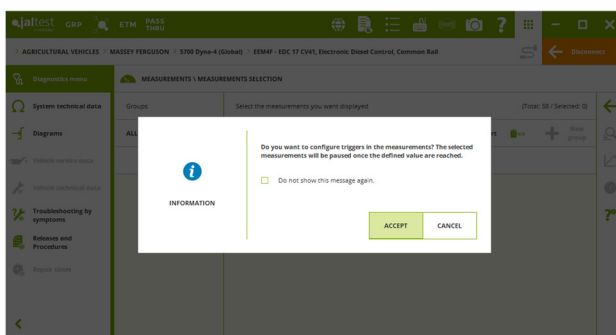 jaltest GRP ETM PASS THRU
AGRICULTURAL VEHICLES > MASSEY FERGUSON > 5700 Dyna-4 (Global) > EEM4F - EDC 17 CV41, Electronic Diesel Control, Common Rail
Disconnect
Diagnostics menu
MEASUREMENTS \ MEASUREMENTS SELECTION
System technical data
Groups
Select the measurements you want displayed
(Total: 58 / Selected: 0)
Diagrams
ALL
New group
Vehicle service data
Vehicle technical data
Troubleshooting by symptoms
Releases and Procedures
Repair times
INFORMATION
Do you want to configure triggers in the measurements? The selected
measurements will be paused once the defined value are reached.
Do not show this message again.
ACCEPT
CANCEL